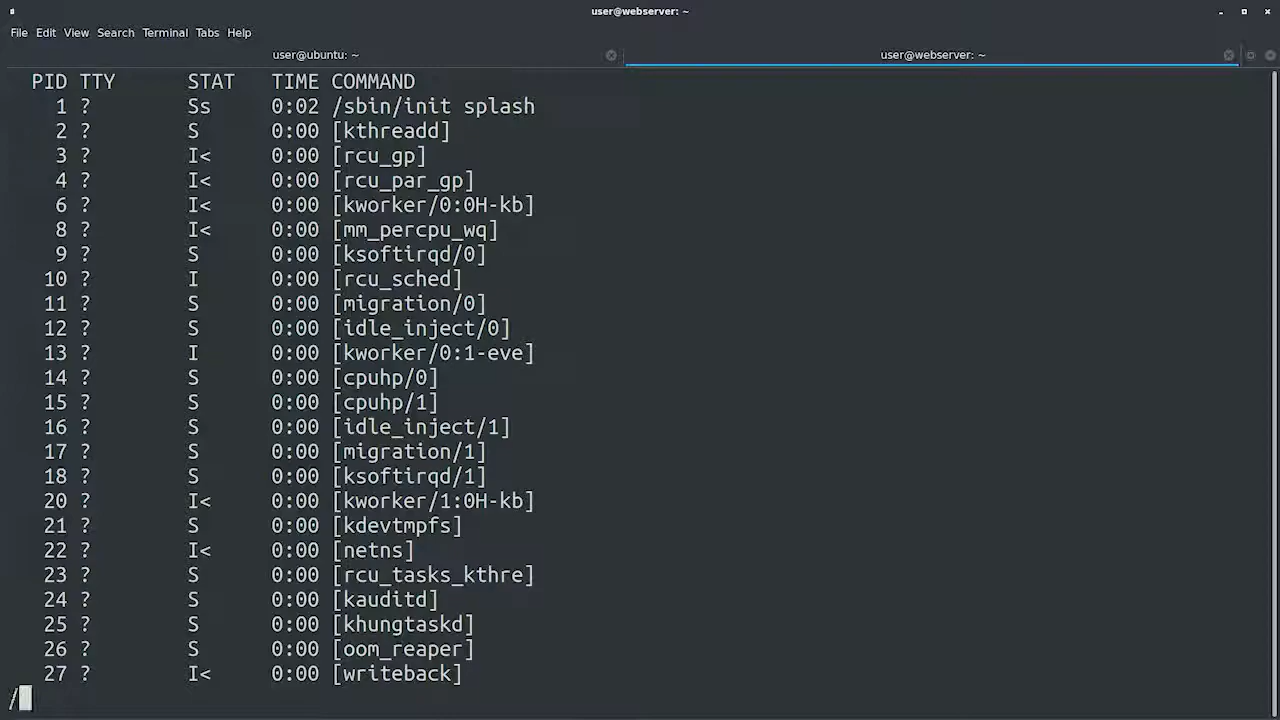 user@webserver: ~
File Edit View Search Terminal Tabs Help
user@ubuntu: ~ user@webserver: ~
PID TTY STAT TIME COMMAND
1 ? Ss 0:02 /sbin/init splash
2 ? S 0:00 [kthreadd]
3 ? I< 0:00 [rcu_gp]
4 ? I< 0:00 [rcu_par_gp]
6 ? I< 0:00 [kworker/0:0H-kb]
8 ? I< 0:00 [mm_percpu_wq]
9 ? S 0:00 [ksoftirqd/0]
10 ? I 0:00 [rcu_sched]
11 ? S 0:00 [migration/0]
12 ? S 0:00 [idle_inject/0]
13 ? I 0:00 [kworker/0:1-eve]
14 ? S 0:00 [cpuhp/0]
15 ? S 0:00 [cpuhp/1]
16 ? S 0:00 [idle_inject/1]
17 ? S 0:00 [migration/1]
18 ? S 0:00 [ksoftirqd/1]
20 ? I< 0:00 [kworker/1:0H-kb]
21 ? S 0:00 [kdevtmpfs]
22 ? I< 0:00 [netns]
23 ? S 0:00 [rcu_tasks_kthre]
24 ? S 0:00 [kauditd]
25 ? S 0:00 [khungtaskd]
26 ? S 0:00 [oom_reaper]
27 ? I< 0:00 [writeback]
/